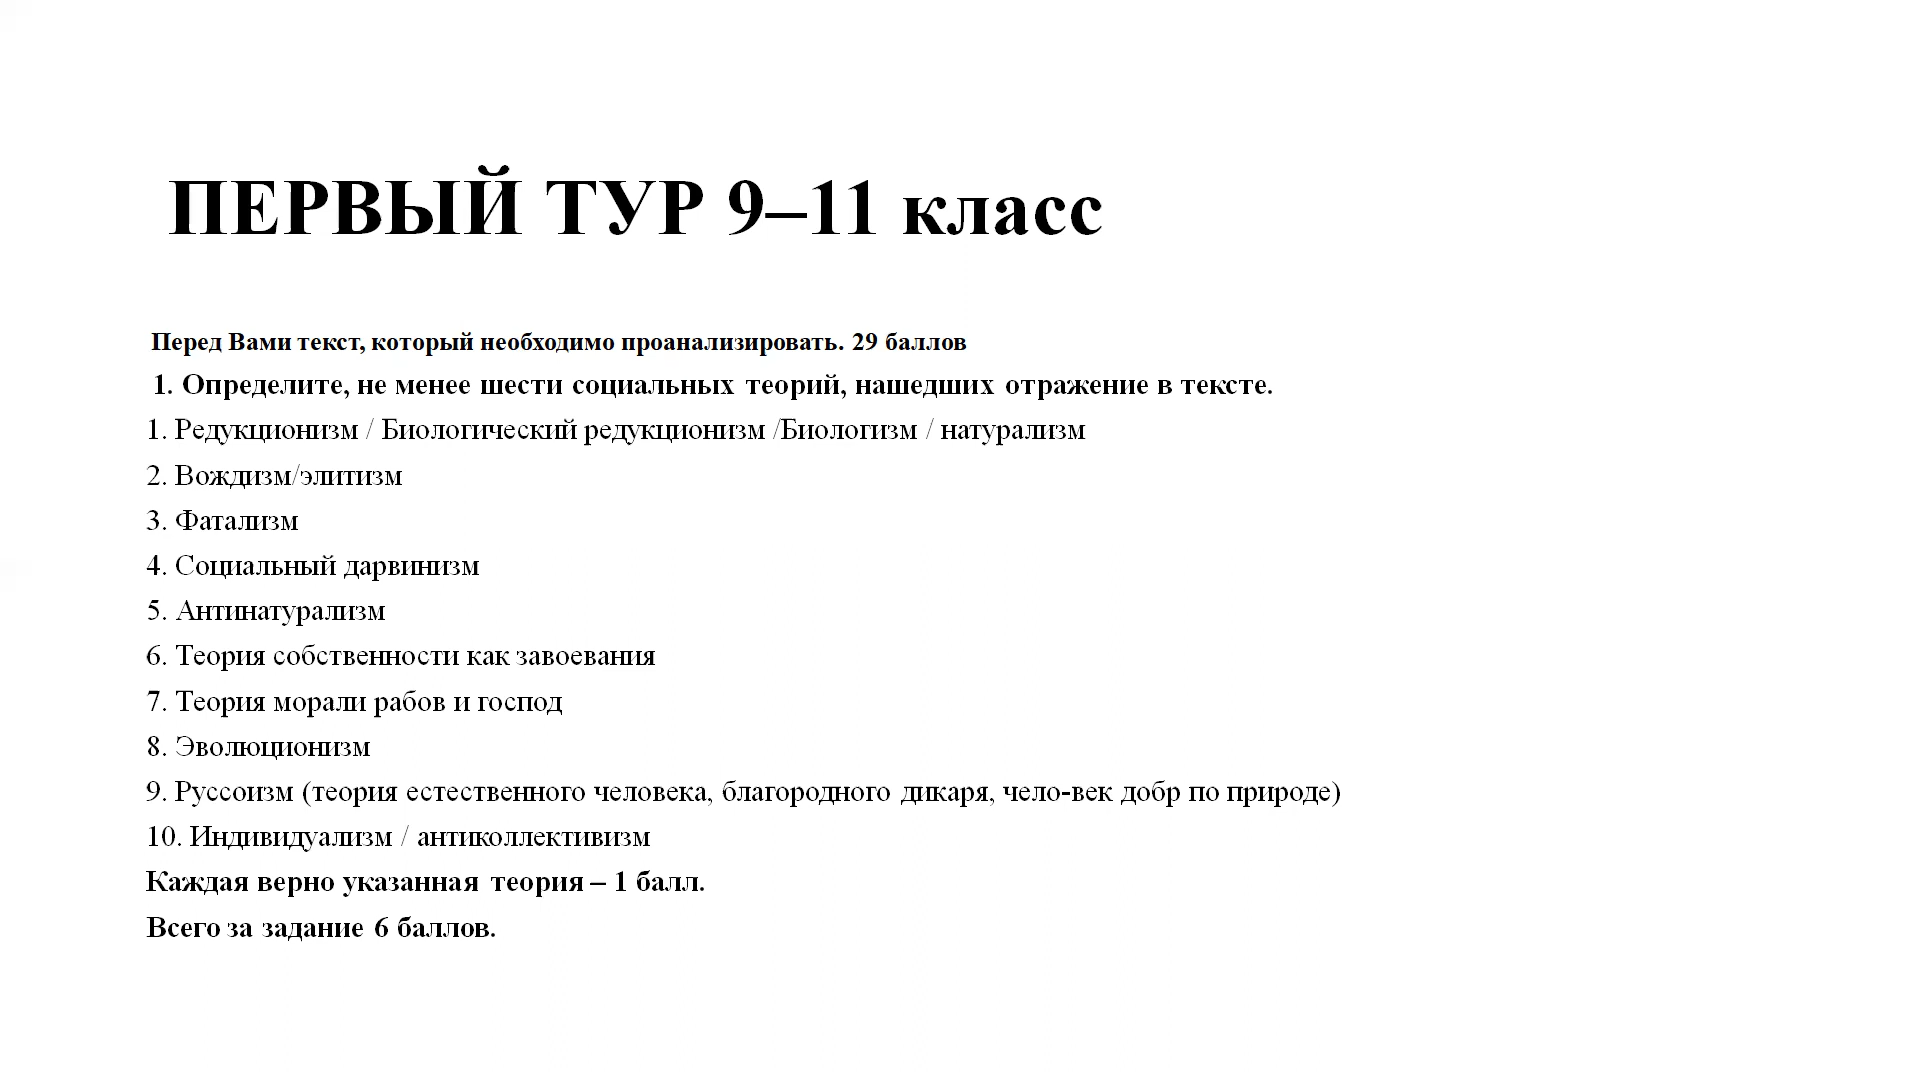 ПЕРВЫЙ ТУР 9–11 класс
Перед Вами текст, который необходимо проанализировать. 29 баллов
1. Определите, не менее шести социальных теорий, нашедших отражение в тексте.
1. Редукционизм / Биологический редукционизм /Биологизм / натурализм
2. Вождизм/элитизм
3. Фатализм
4. Социальный дарвинизм
5. Антинатурализм
6. Теория собственности как завоевания
7. Теория морали рабов и господ
8. Эволюционизм
9. Руссоизм (теория естественного человека, благородного дикаря, чело-век добр по природе)
10. Индивидуализм / антиколлективизм
Каждая верно указанная теория – 1 балл.
Всего за задание 6 баллов.